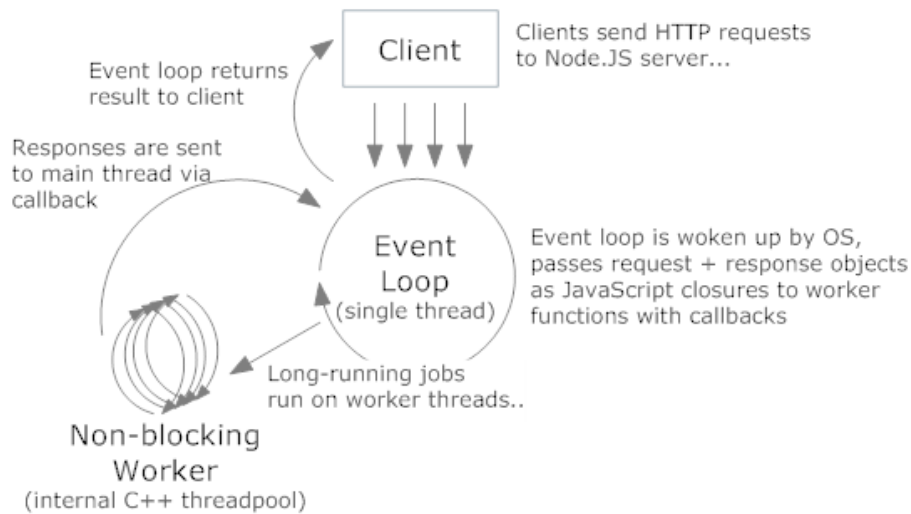 Client
Clients send HTTP requests
to Node.JS server...
Event loop returns
result to client
Responses are sent
to main thread via
callback
Event
Loop
(single thread)
Event loop is woken up by OS,
passes request + response objects
as JavaScript closures to worker
functions with callbacks
Long-running jobs
run on worker threads..
Non-blocking
Worker
(internal C++ threadpool)